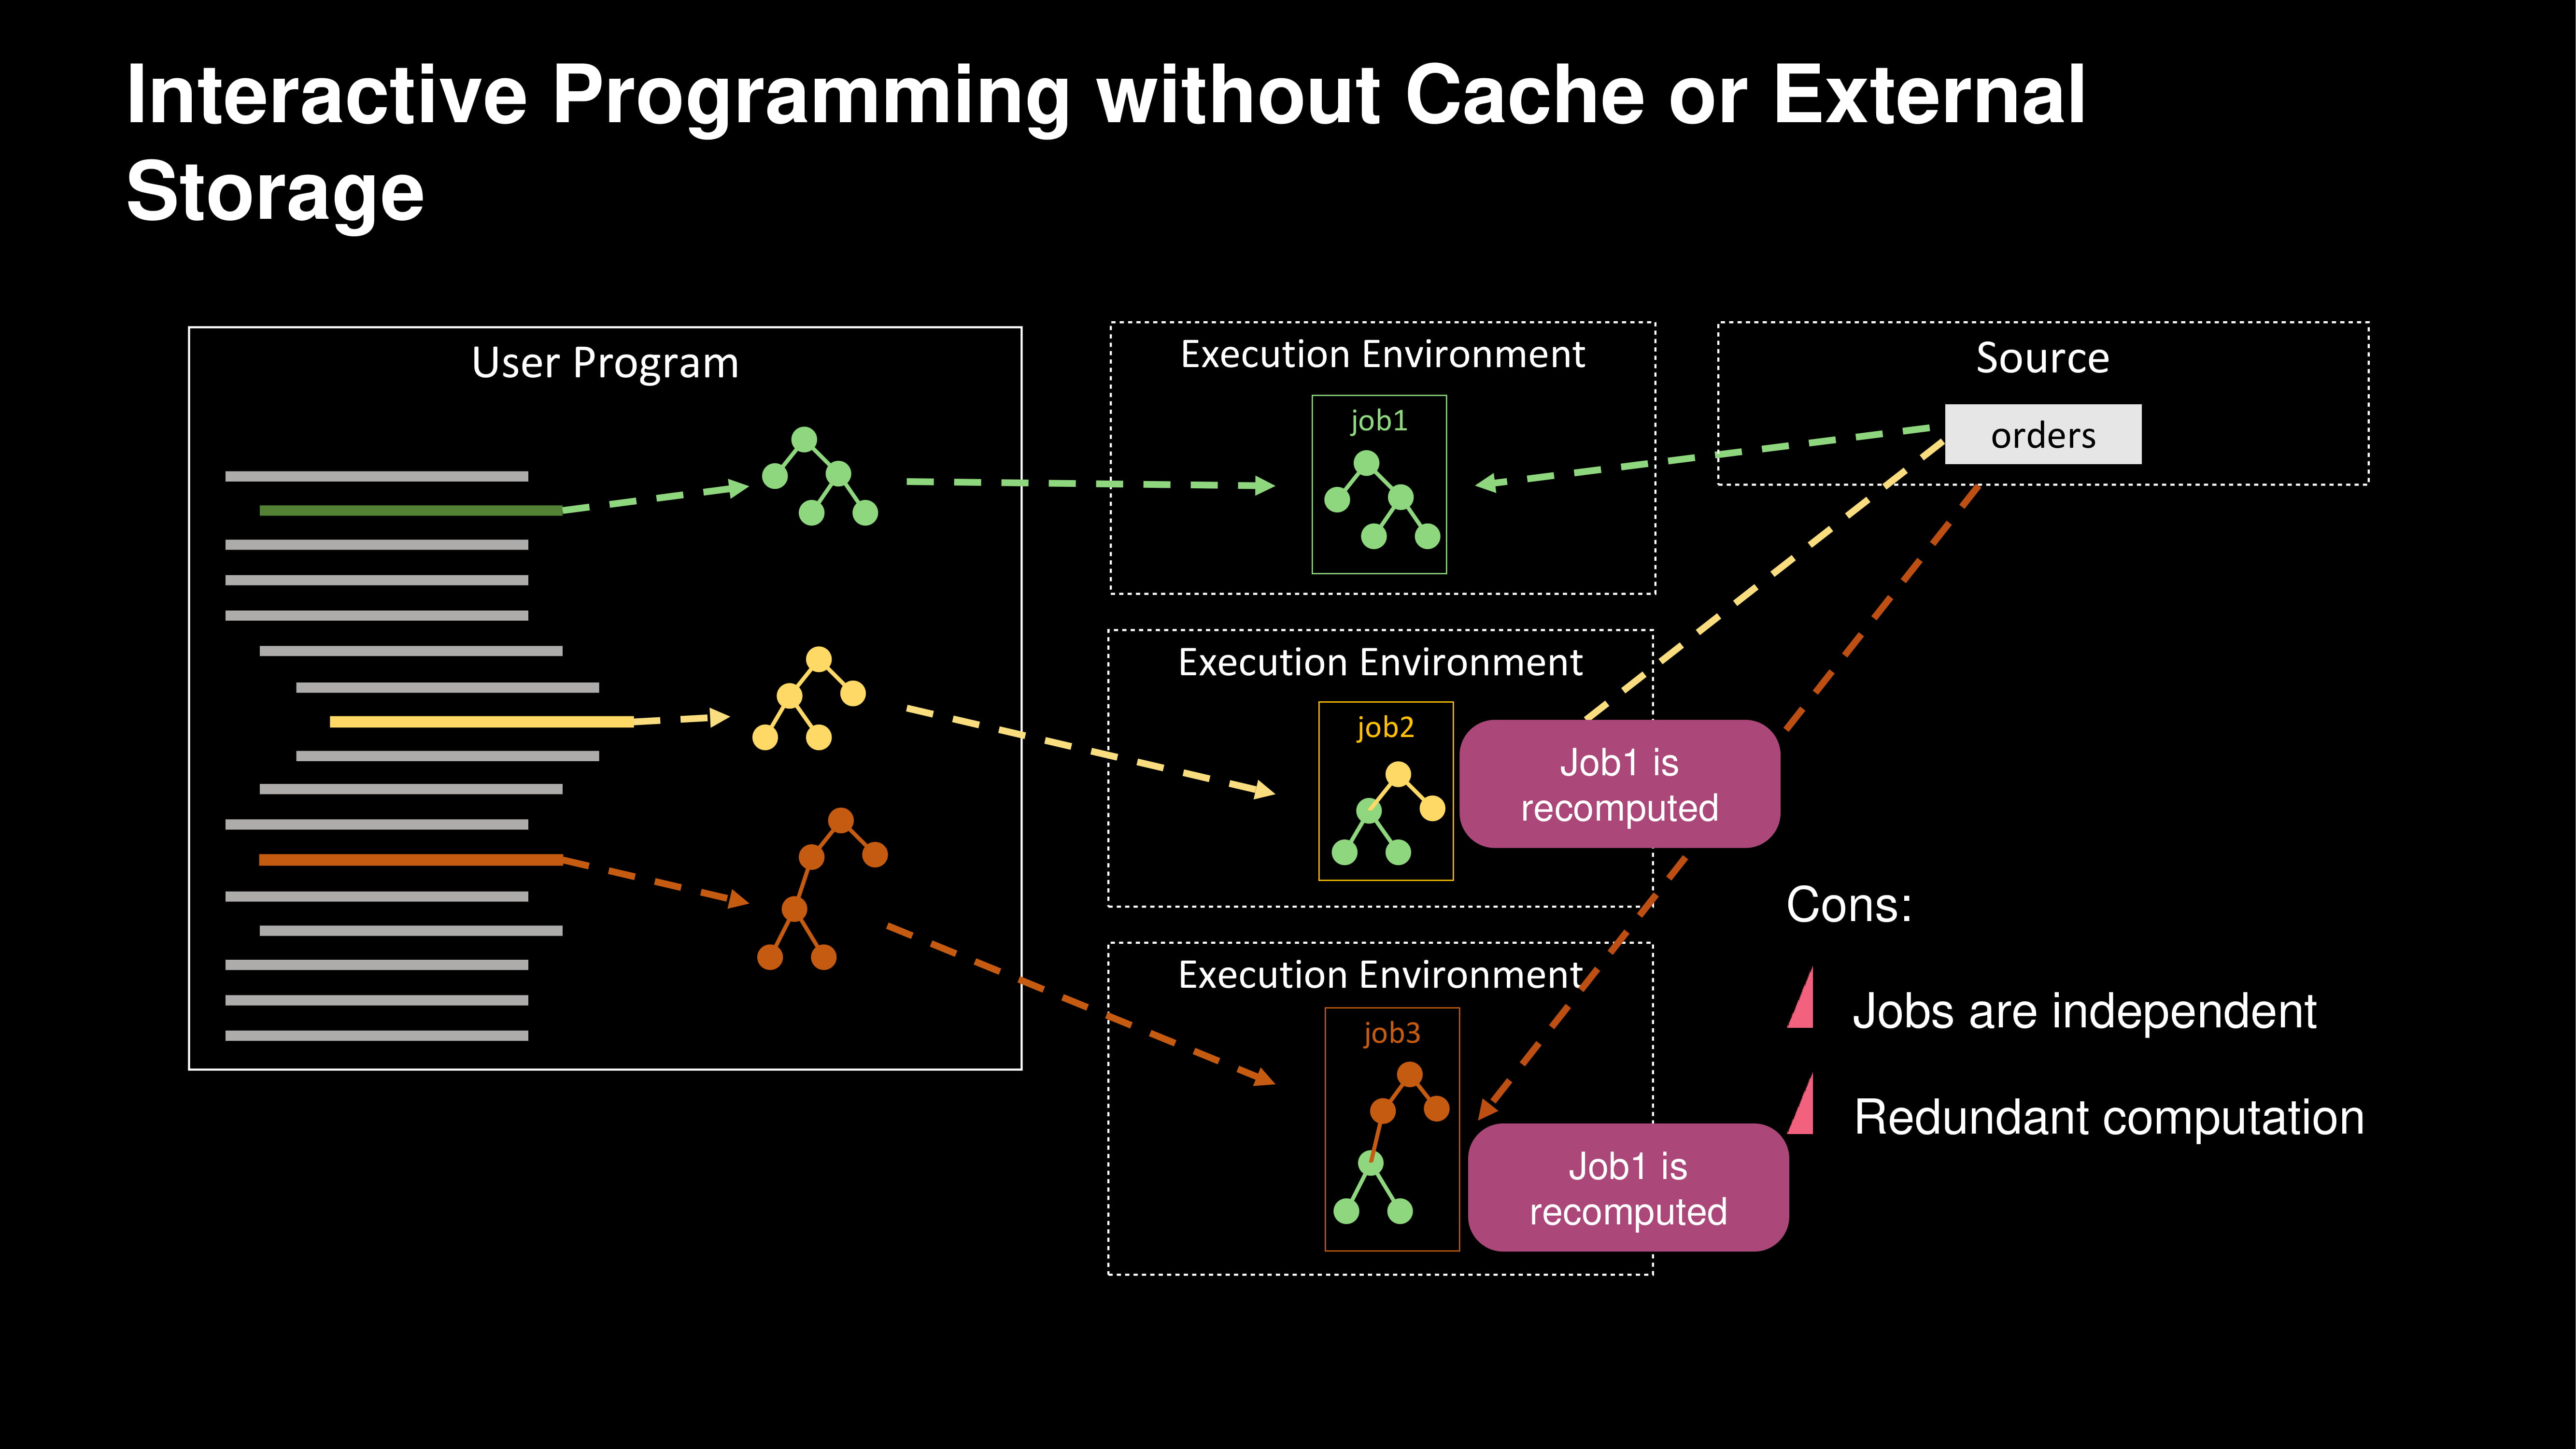 Interactive Programming without Cache or External
Storage
User Program
Execution Environment
job1
Source
orders
Execution Environment
job2
Job1 is
recomputed
Execution Environment
job3
Job1 is
recomputed
Cons:
Jobs are independent
Redundant computation